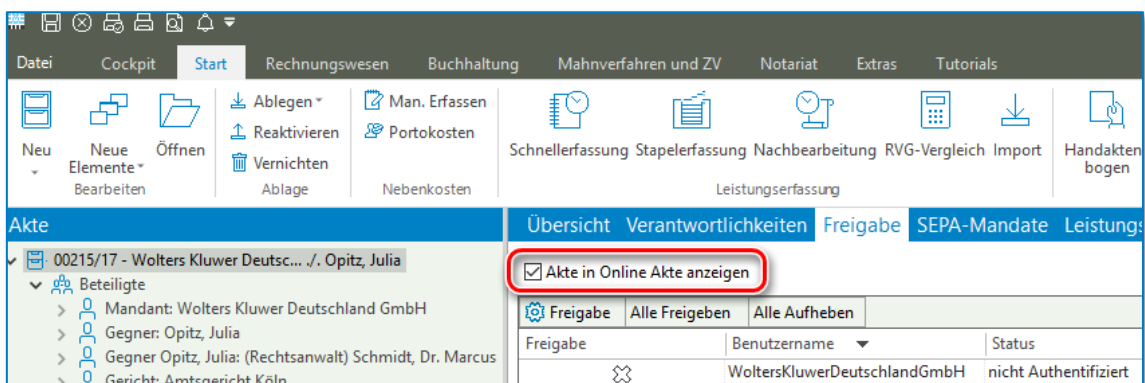 Datei Cockpit Start Rechnungswesen Buchhaltung Mahnverfahren und ZV Notariat Extras Tutorials
Neu
Neue Elemente
Öffnen
Bearbeiten
Ablegen
Reaktivieren
Vernichten
Ablage
Man. Erfassen
Portokosten
Nebenkosten
Schnellerfassung Stapelerfassung Nachbearbeitung RVG-Vergleich Import
Leistungserfassung
Handakten
bogen
Akte
00215/17 - Wolters Kluwer Deutsc... ./. Opitz, Julia
Beteiligte
Mandant: Wolters Kluwer Deutschland GmbH
Gegner: Opitz, Julia
Gegner Opitz, Julia: (Rechtsanwalt) Schmidt, Dr. Marcus
Gericht: Amtsgericht Köln
Übersicht Verantwortlichkeiten Freigabe SEPA-Mandate Leistungs
Akte in Online Akte anzeigen
Freigabe Alle Freigeben Alle Aufheben
Freigabe Benutzername Status
WoltersKluwerDeutschlandGmbH nicht Authentifiziert